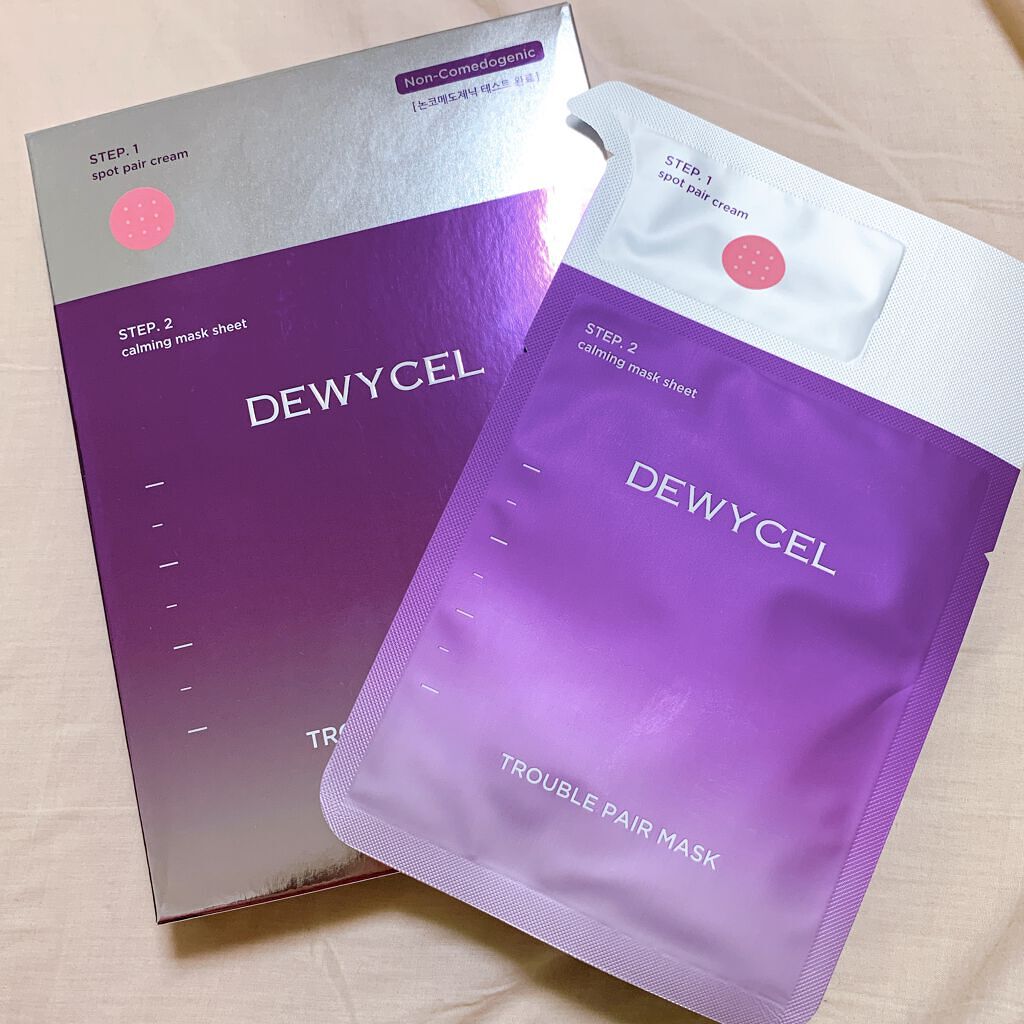 Non-Comedogenic
[논코메도제닉 테스트 완료]
STEP. 1
spot pair cream
STEP. 2
calming mask sheet
DEWYCEL
TRO
STEP. 1
spot pair cream
STEP. 2
calming mask sheet
DEWYCEL
TROUBLE PAIR MASK